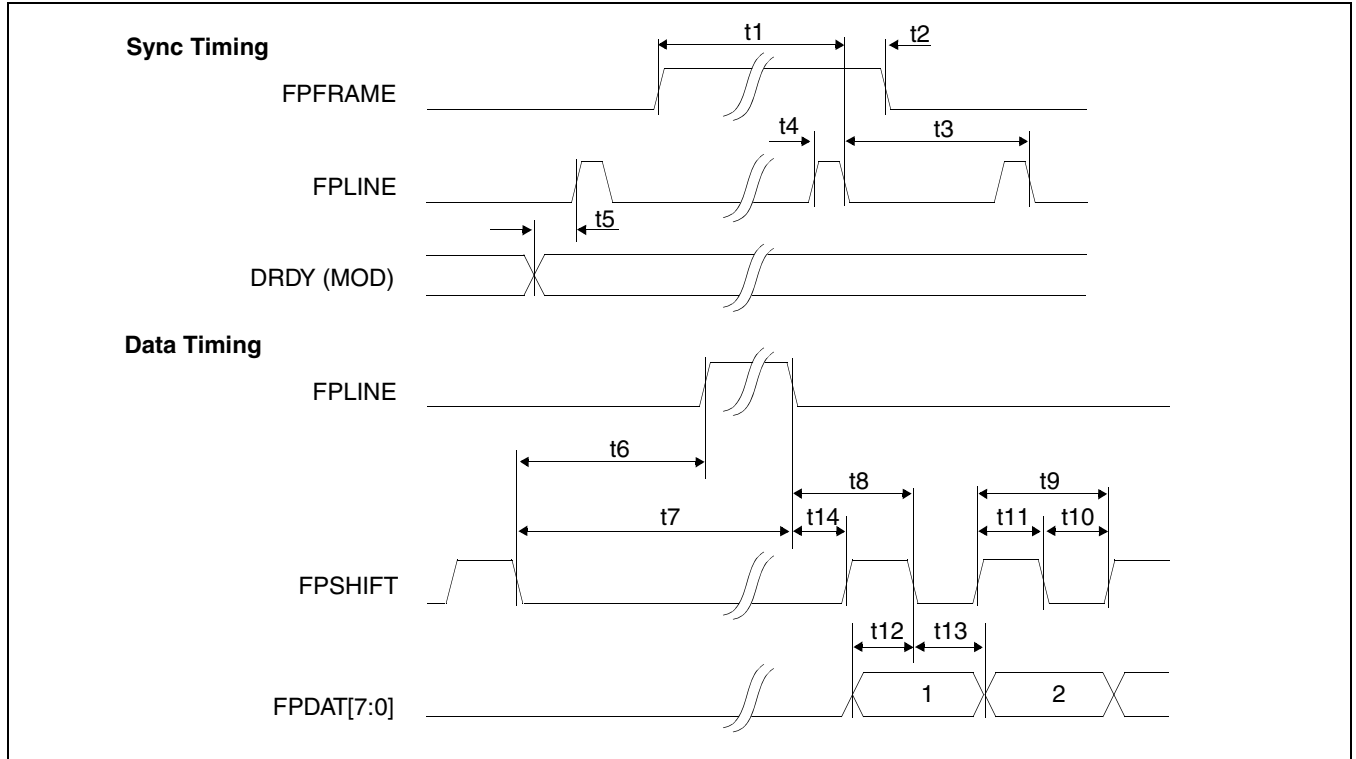 Sync Timing
t1
t2
FPFRAME
t4
t3
FPLINE
t5
DRDY (MOD)
Data Timing
FPLINE
t6
t8
t9
t7
t14
t11
t10
FPSHIFT
t12
t13
FPDAT[7:0]
1
2